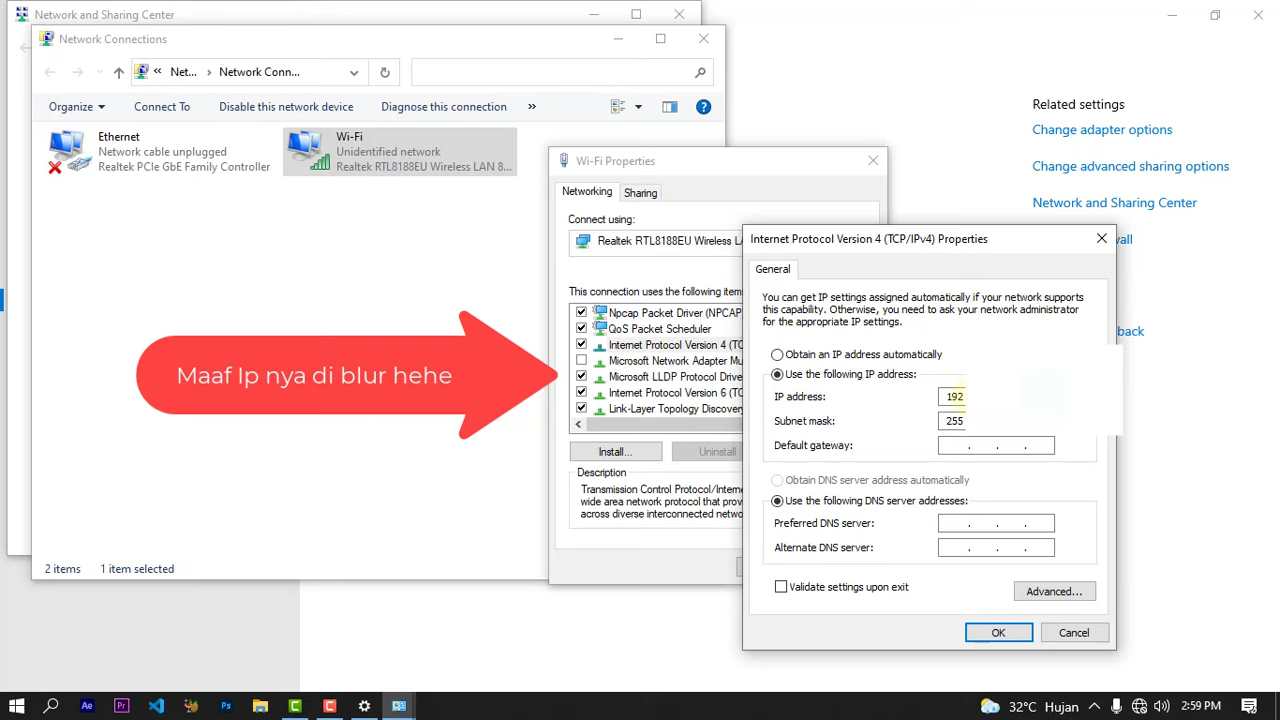 Network and Sharing Center
Network Connections
« Net... › Network Conn...
Organize
Connect To
Disable this network device
Diagnose this connection
»
Ethernet
Network cable unplugged
Realtek PCIe GbE Family Controller
Wi-Fi
Unidentified network
Realtek RTL8188EU Wireless LAN 8...
2 items
1 item selected
Maaf Ip nya di blur hehe
Wi-Fi Properties
Networking
Sharing
Connect using:
Realtek RTL8188EU Wireless LA
This connection uses the following item
Npcap Packet Driver (NPCAP
QoS Packet Scheduler
Internet Protocol Version 4 (TC
Microsoft Network Adapter Mu
Microsoft LLDP Protocol Drive
Internet Protocol Version 6 (TC
Link-Layer Topology Discovery
Install...
Uninstall
Description
Transmission Control Protocol/Interne
wide area network protocol that prov
across diverse interconnected netwo
Internet Protocol Version 4 (TCP/IPv4) Properties
General
You can get IP settings assigned automatically if your network supports
this capability. Otherwise, you need to ask your network administrator
for the appropriate IP settings.
Obtain an IP address automatically
Use the following IP address:
IP address: 192
Subnet mask: 255
Default gateway: . . .
Obtain DNS server address automatically
Use the following DNS server addresses:
Preferred DNS server: . . .
Alternate DNS server: . . .
Validate settings upon exit
Advanced...
OK
Cancel
Related settings
Change adapter options
Change advanced sharing options
Network and Sharing Center
wall
back
Ae
Pr
Ps
C
C
32°C Hujan
2:59 PM